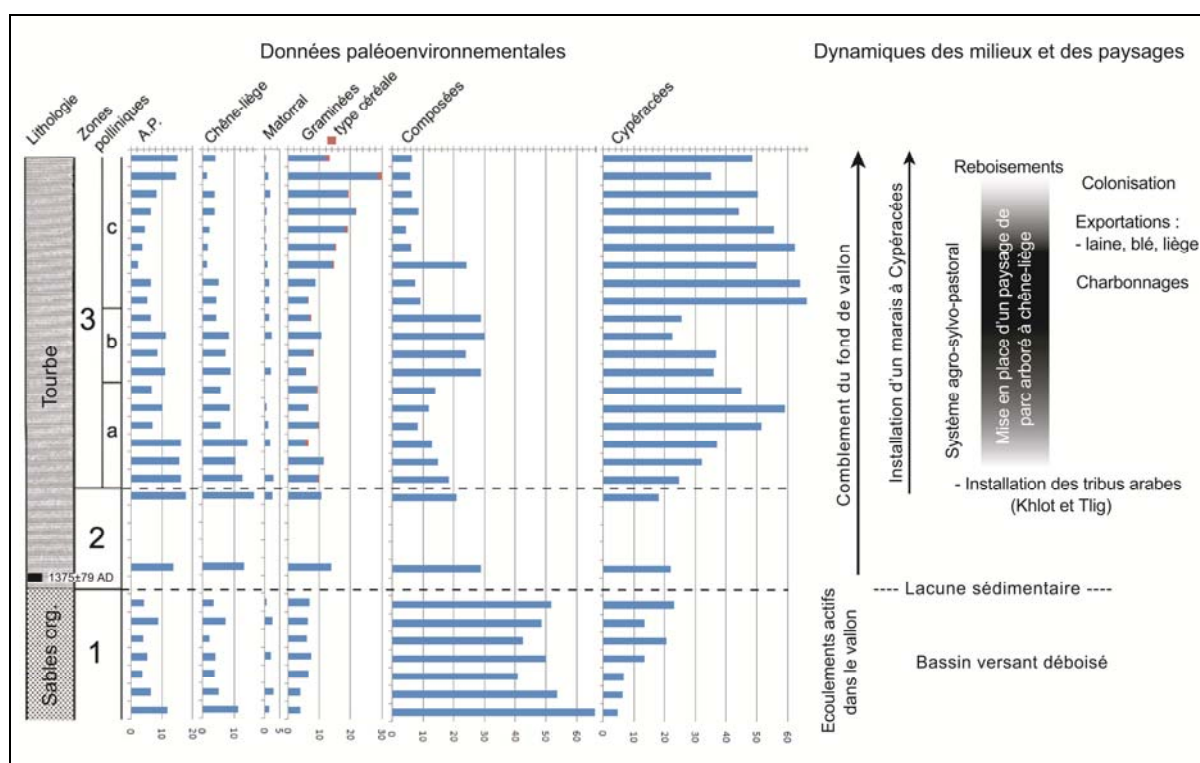 Données paléoenvironnementales
Dynamiques des milieux et des paysages
Lithologie
Zones
polliniques
A.P.
Chêne-liège
Matorral
Graminées
type céréale
Composées
Cypéracées
Tourbe
Sables org.
1375±79 AD
3
c
b
a
2
1
0
10
0
10
0
5
0
10
20
30
0
10
20
30
40
50
60
0
10
20
30
40
50
60
Comblement du fond de vallon
Ecoulements actifs
dans le vallon
Installation d'un marais à Cypéracées
Système agro-sylvo-pastoral
Reboisements
Mise en place d'un paysage de
parc arboré à chêne-liège
Colonisation
Exportations :
- laine, blé, liège
Charbonnages
- Installation des tribus arabes
(Khlot et Tlig)
---- Lacune sédimentaire ----
Bassin versant déboisé